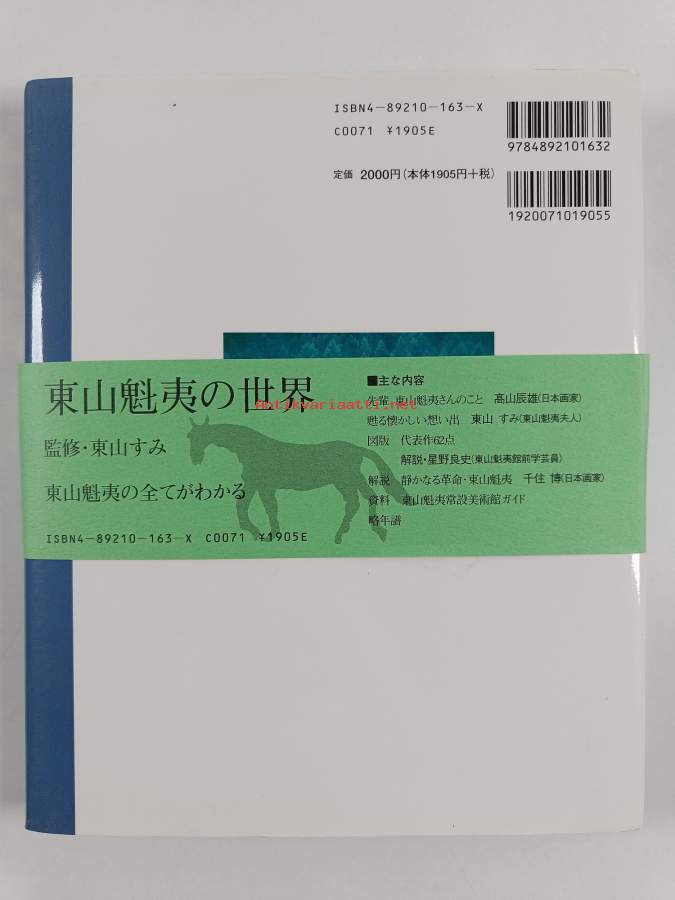 ISBN4-89210-163-X
C0071 ¥1905E
9784892101632
定価 2000円(本体1905円+税)
1920071019055
東山魁夷の世界
監修・東山すみ
東山魁夷の全てがわかる
ISBN4-89210-163-X C0071 ¥1905E
■主な内容
先輩、東山魁夷さんのこと 髙山辰雄(日本画家)
甦る懐かしい想い出 東山 すみ(東山魁夷夫人)
図版 代表作62点
解説・星野良史(東山魁夷館前学芸員)
解説 静かなる革命・東山魁夷 千住 博(日本画家)
資料 東山魁夷常設美術館ガイド
略年譜
antikvariaatti.net